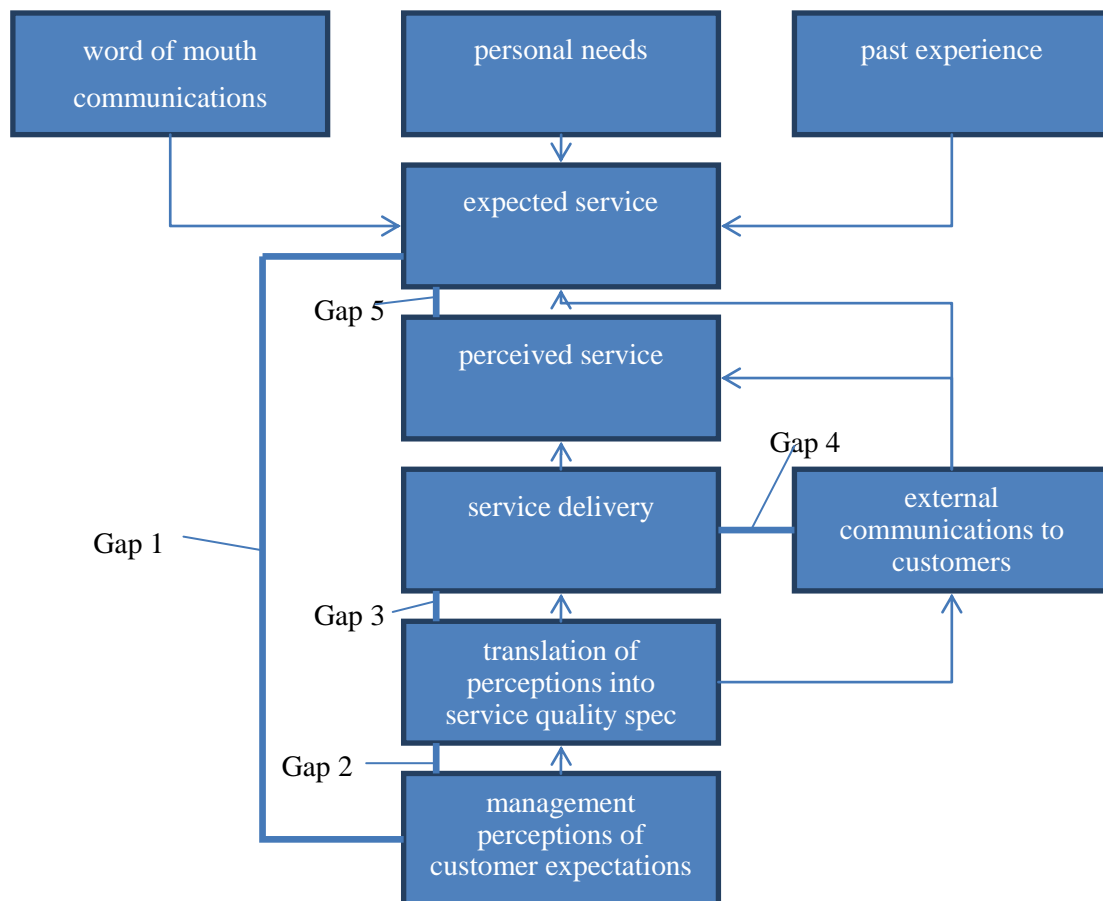 word of mouth
communications
personal needs
past experience
expected service
Gap 5
perceived service
Gap 4
service delivery
external
communications to
customers
Gap 1
Gap 3
translation of
perceptions into
service quality spec
Gap 2
management
perceptions of
customer expectations